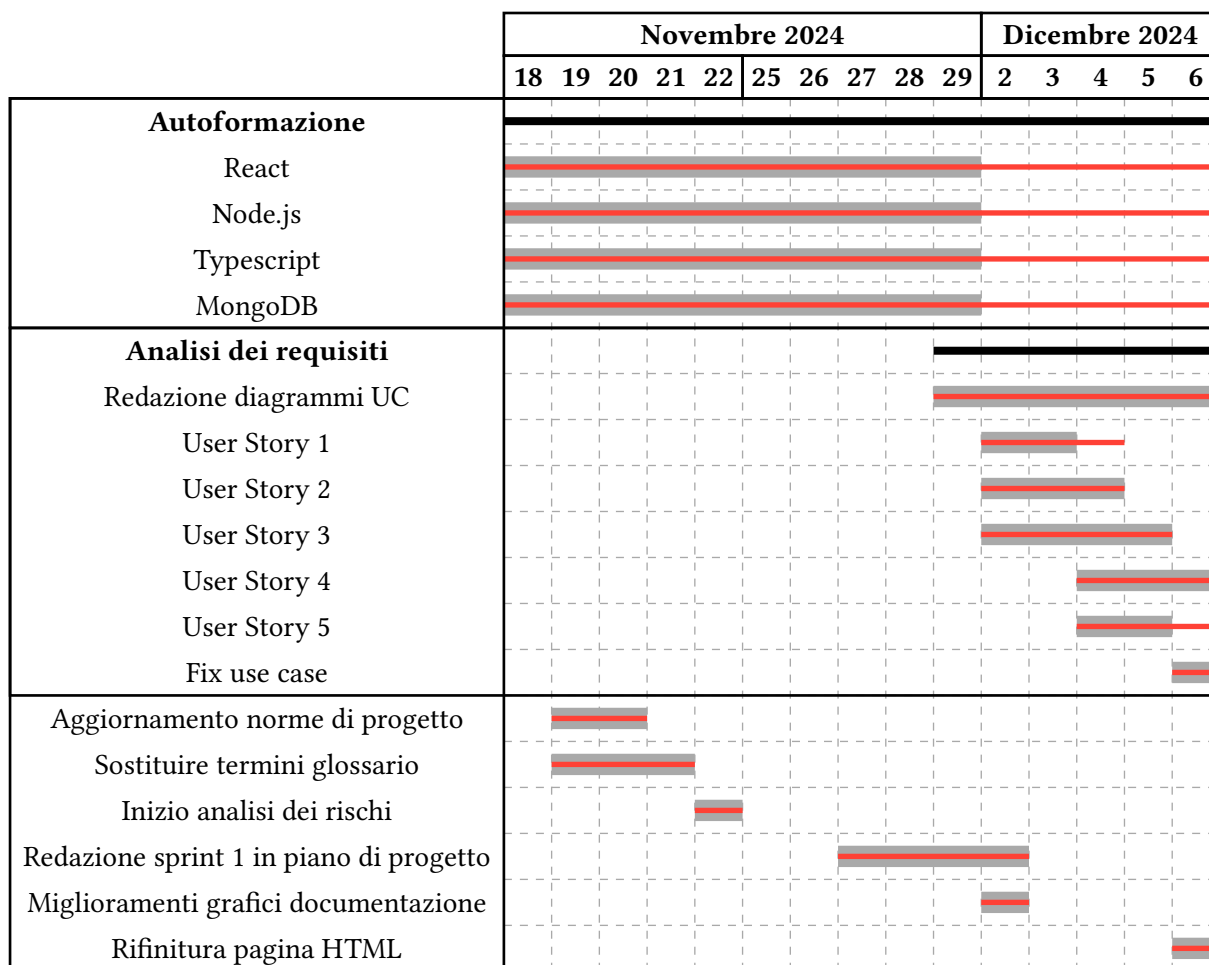 Novembre 2024 Dicembre 2024
18 19 20 21 22 25 26 27 28 29 2 3 4 5 6
Autoformazione
React
Node.js
Typescript
MongoDB
Analisi dei requisiti
Redazione diagrammi UC
User Story 1
User Story 2
User Story 3
User Story 4
User Story 5
Fix use case
Aggiornamento norme di progetto
Sostituire termini glossario
Inizio analisi dei rischi
Redazione sprint 1 in piano di progetto
Miglioramenti grafici documentazione
Rifinitura pagina HTML